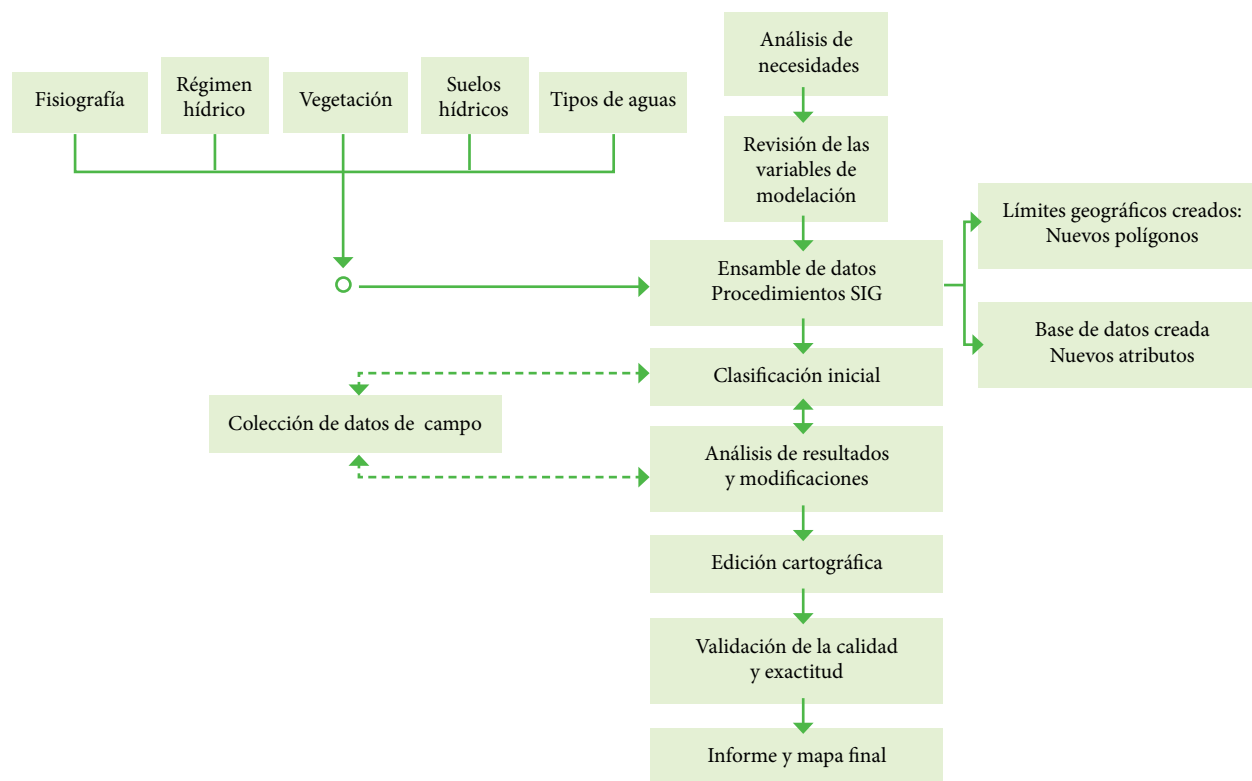 Análisis de
necesidades
Fisiografía
Régimen
hídrico
Vegetación
Suelos
hídricos
Tipos de aguas
Revisión de las
variables de
modelación
Límites geográficos creados:
Nuevos polígonos
Ensamble de datos
Procedimientos SIG
Base de datos creada
Nuevos atributos
Clasificación inicial
Colección de datos de campo
Análisis de resultados
y modificaciones
Edición cartográfica
Validación de la calidad
y exactitud
Informe y mapa final